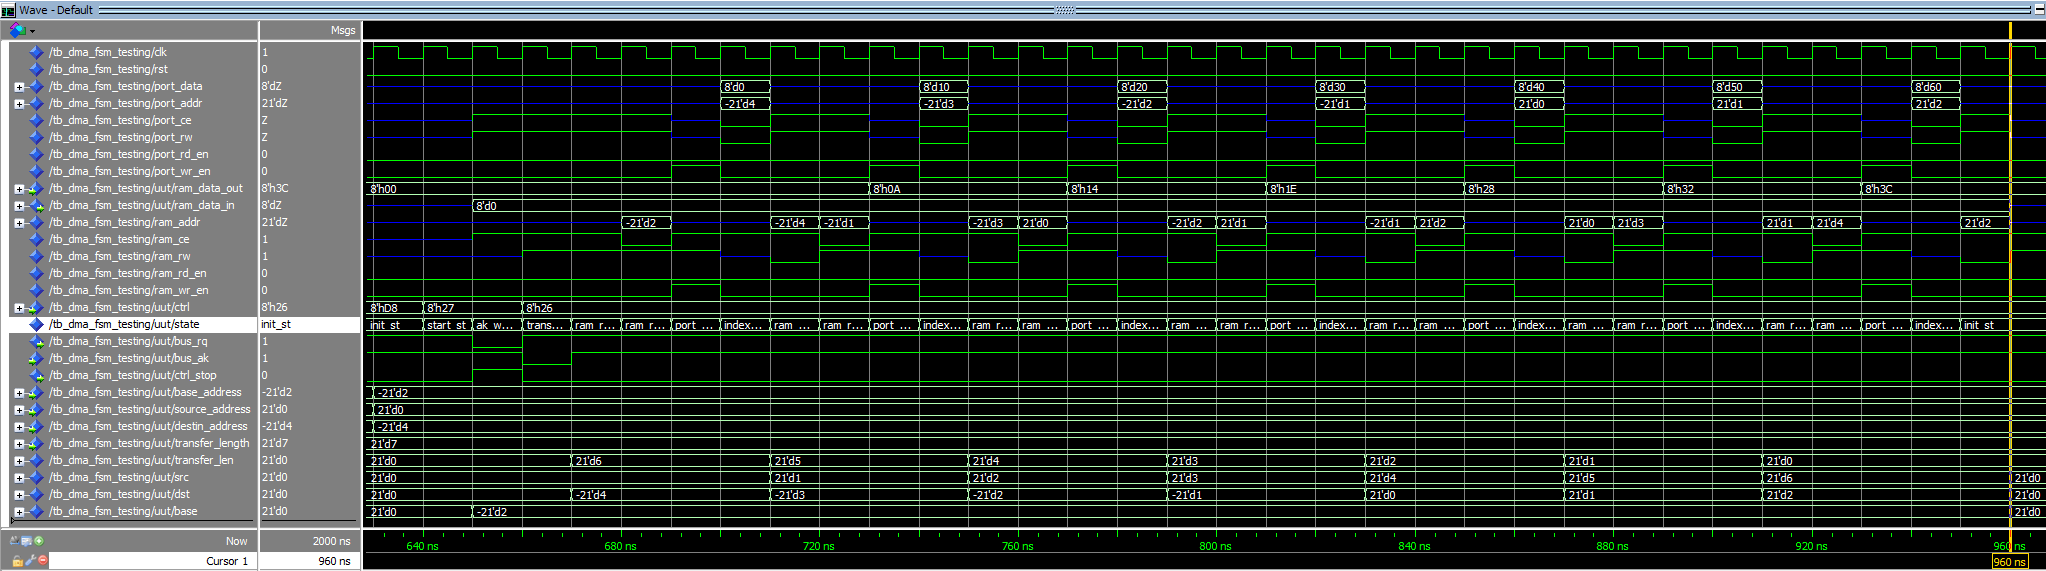 Wave - Default
Msgs
/tb_dma_fsm_testing/clk 1
/tb_dma_fsm_testing/rst 0
/tb_dma_fsm_testing/port_data 8'dZ 8'd0 8'd10 8'd20 8'd30 8'd40 8'd50 8'd60
/tb_dma_fsm_testing/port_addr 21'dZ -21'd4 -21'd3 -21'd2 -21'd1 21'd0 21'd1 21'd2
/tb_dma_fsm_testing/port_ce Z
/tb_dma_fsm_testing/port_rw Z
/tb_dma_fsm_testing/port_rd_en 0
/tb_dma_fsm_testing/port_wr_en 0
/tb_dma_fsm_testing/uut/ram_data_out 8'h3C 8'h00 8'h0A 8'h14 8'h1E 8'h28 8'h32 8'h3C
/tb_dma_fsm_testing/uut/ram_data_in 8'dZ 8'd0
/tb_dma_fsm_testing/ram_addr 21'dZ -21'd2 -21'd4 -21'd1 -21'd3 21'd0 -21'd2 21'd1 -21'd1 21'd2 21'd0 21'd3 21'd1 21'd4 21'd2
/tb_dma_fsm_testing/ram_ce 1
/tb_dma_fsm_testing/ram_rw 1
/tb_dma_fsm_testing/ram_rd_en 0
/tb_dma_fsm_testing/ram_wr_en 0
/tb_dma_fsm_testing/uut/ctrl 8'h26 8'hD8 8'h27 8'h26
/tb_dma_fsm_testing/uut/state init_st init_st start_st ak_w... trans... ram_r... ram_r... port_... index... ram_... ram_r... port_... index... ram_r... ram_... port_... index... ram_... ram_r... port_... index... ram_r... ram_... port_... index... ram_... ram_r... port_... index... ram_r... ram_... port_... index... init_st
/tb_dma_fsm_testing/uut/bus_rq 1
/tb_dma_fsm_testing/uut/bus_ak 1
/tb_dma_fsm_testing/uut/ctrl_stop 0
/tb_dma_fsm_testing/uut/base_address -21'd2 -21'd2
/tb_dma_fsm_testing/uut/source_address 21'd0 21'd0
/tb_dma_fsm_testing/uut/destin_address -21'd4 -21'd4
/tb_dma_fsm_testing/uut/transfer_length 21'd7 21'd7
/tb_dma_fsm_testing/uut/transfer_len 21'd0 21'd0 21'd6 21'd5 21'd4 21'd3 21'd2 21'd1 21'd0
/tb_dma_fsm_testing/uut/src 21'd0 21'd0 21'd1 21'd2 21'd3 21'd4 21'd5 21'd6 21'd0
/tb_dma_fsm_testing/uut/dst 21'd0 21'd0 -21'd4 -21'd3 -21'd2 -21'd1 21'd0 21'd1 21'd2 21'd0
/tb_dma_fsm_testing/uut/base 21'd0 21'd0 -21'd2 21'd0
Now 2000 ns 640 ns 680 ns 720 ns 760 ns 800 ns 840 ns 880 ns 920 ns 960 ns
Cursor 1 960 ns 960 ns